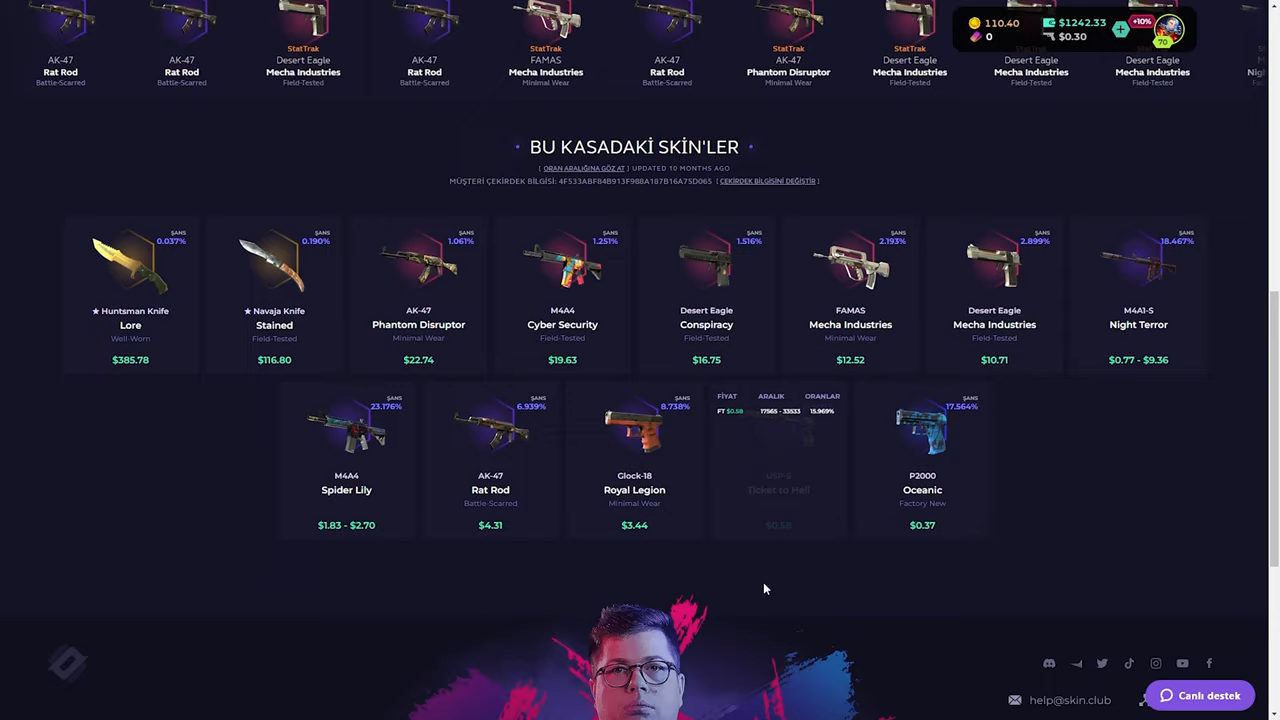 110.40
$1242.33
+10%
0
$0.30
70
StatTrak
StatTrak
StatTrak
StatTrak
StatTrak
StatTrak
AK-47
AK-47
Desert Eagle
AK-47
FAMAS
AK-47
AK-47
Desert Eagle
Desert Eagle
Desert Eagle
Rat Rod
Rat Rod
Mecha Industries
Rat Rod
Mecha Industries
Rat Rod
Phantom Disruptor
Mecha Industries
Mecha Industries
Mecha Industries
Battle-Scarred
Battle-Scarred
Field-Tested
Battle-Scarred
Minimal Wear
Battle-Scarred
Minimal Wear
Field-Tested
Field-Tested
Field-Tested
BU KASADAKİ SKİN'LER
[ ORAN ARALIĞINA GÖZ AT ] UPDATED 10 MONTHS AGO
MÜŞTERİ ÇEKİRDEK BİLGİSİ: 4F533ABF84B913F988A187B16A75D065 [ ÇEKİRDEK BİLGİSİNİ DEĞİŞTİR ]
ŞANS
0.037%
★ Huntsman Knife
Lore
Well-Worn
$385.78
ŞANS
0.190%
★ Navaja Knife
Stained
Field-Tested
$116.80
ŞANS
1.061%
AK-47
Phantom Disruptor
Minimal Wear
$22.74
ŞANS
1.251%
M4A4
Cyber Security
Field-Tested
$19.63
ŞANS
1.516%
Desert Eagle
Conspiracy
Field-Tested
$16.75
ŞANS
2.193%
FAMAS
Mecha Industries
Minimal Wear
$12.52
ŞANS
2.899%
Desert Eagle
Mecha Industries
Field-Tested
$10.71
ŞANS
18.467%
M4A1-S
Night Terror
$0.77 - $9.36
ŞANS
23.176%
M4A4
Spider Lily
$1.83 - $2.70
ŞANS
6.939%
AK-47
Rat Rod
Battle-Scarred
$4.31
ŞANS
8.738%
Glock-18
Royal Legion
Minimal Wear
$3.44
FİYAT ARALIK ORANLAR
FT $0.58 17565 - 33533 15.969%
USP-S
Ticket to Hell
$0.58
ŞANS
17.564%
P2000
Oceanic
Factory New
$0.37
help@skin.club
Canlı destek